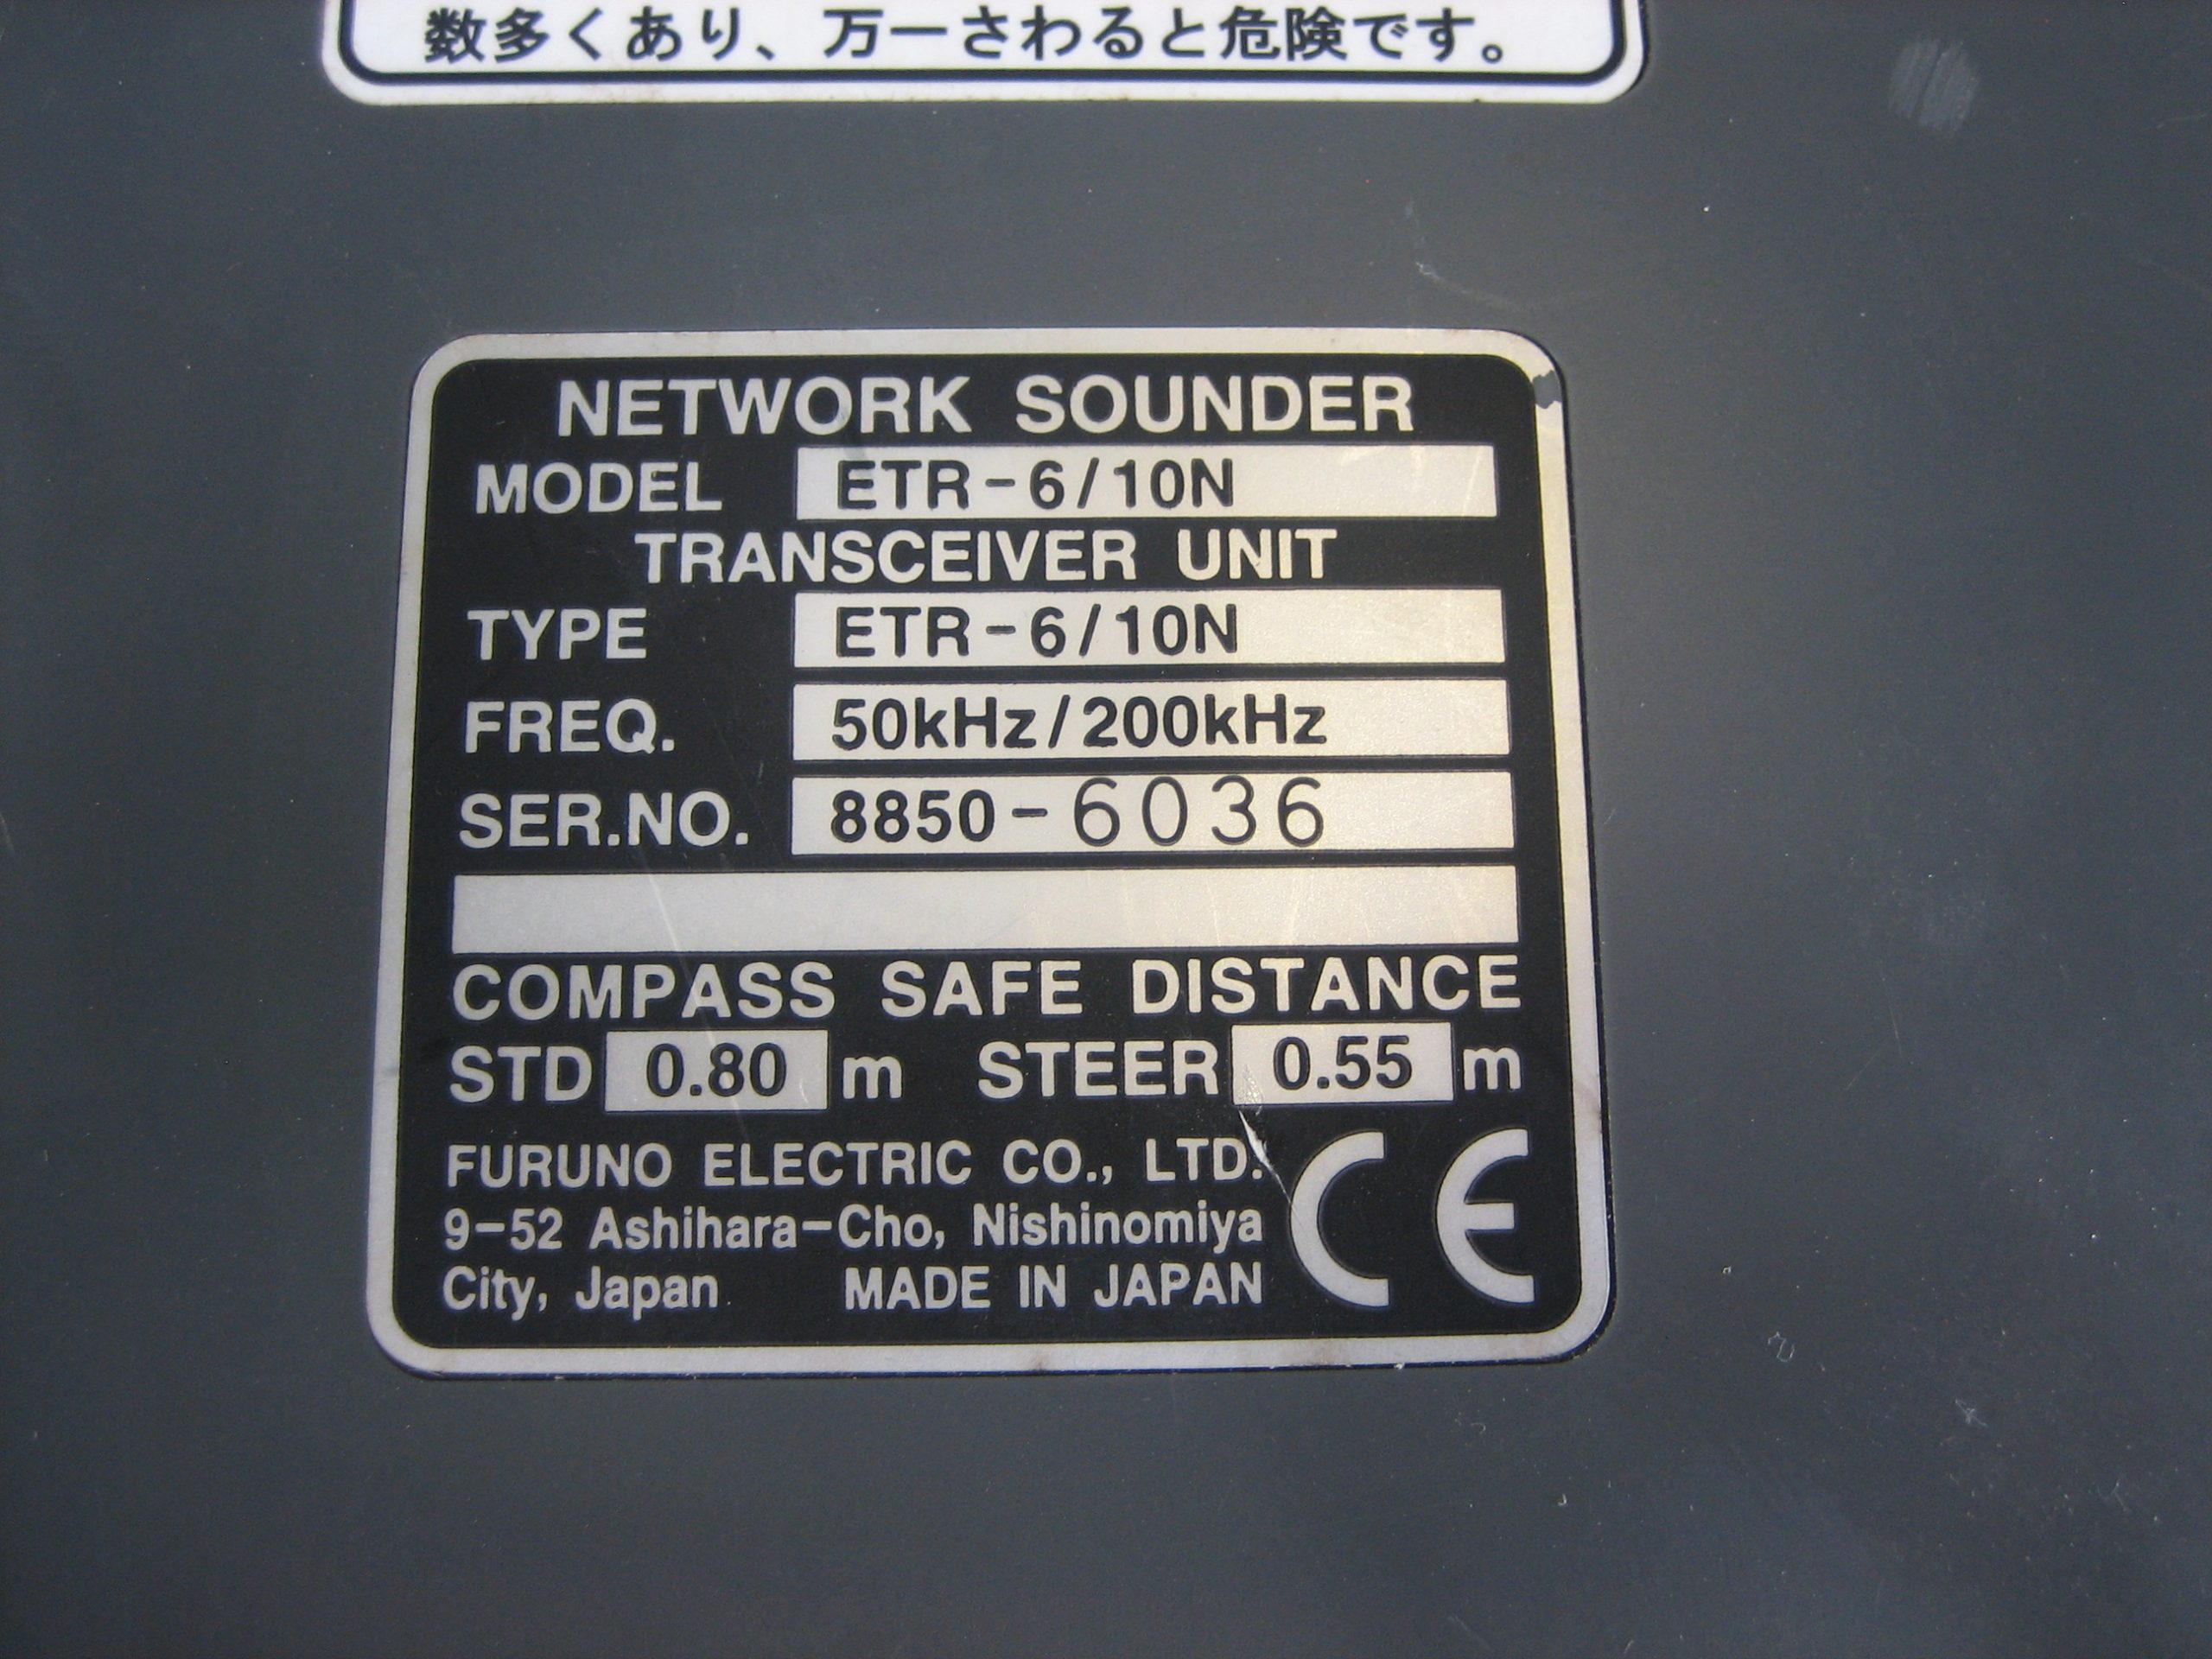 数多くあり、万一さわると危険です。
NETWORK SOUNDER
MODEL ETR-6/10N
TRANSCEIVER UNIT
TYPE ETR-6/10N
FREQ. 50kHz/200kHz
SER.NO. 8850-6036
COMPASS SAFE DISTANCE
STD 0.80 m STEER 0.55 m
FURUNO ELECTRIC CO., LTD.
9-52 Ashihara-Cho, Nishinomiya
City, Japan MADE IN JAPAN
CE